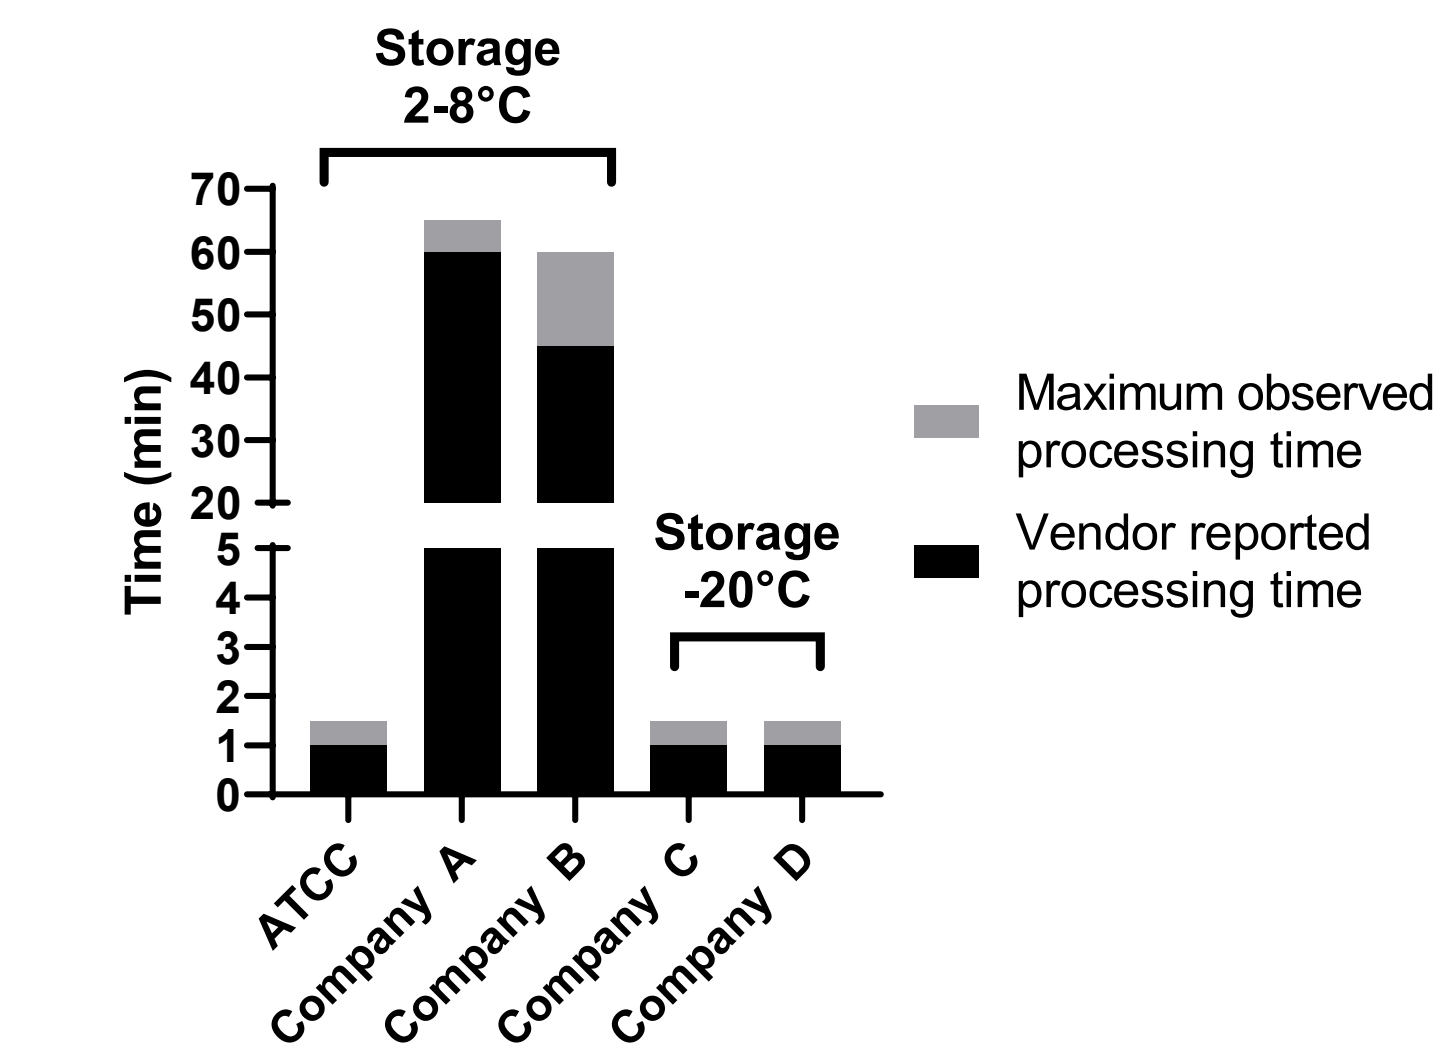 Storage
2-8°C
70
60
50
40
30
20
5
4
3
2
1
0
Time (min)
Storage
-20°C
ATCC
Company A
Company B
Company C
Company D
Maximum observed
processing time
Vendor reported
processing time